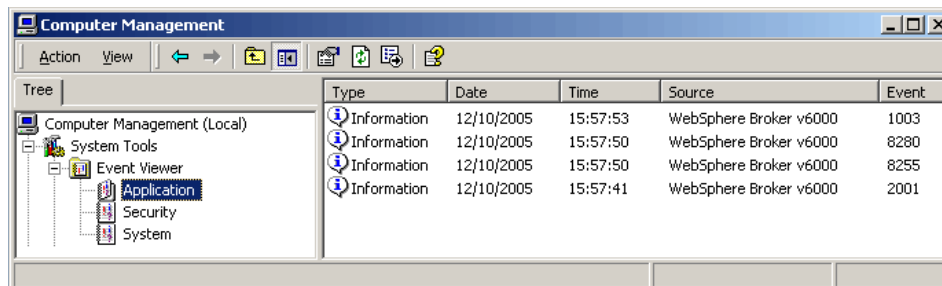 Computer Management
Action View
Tree
Type Date Time Source Event
Computer Management (Local)
System Tools
Event Viewer
Application
Security
System
Information 12/10/2005 15:57:53 WebSphere Broker v6000 1003
Information 12/10/2005 15:57:50 WebSphere Broker v6000 8280
Information 12/10/2005 15:57:50 WebSphere Broker v6000 8255
Information 12/10/2005 15:57:41 WebSphere Broker v6000 2001